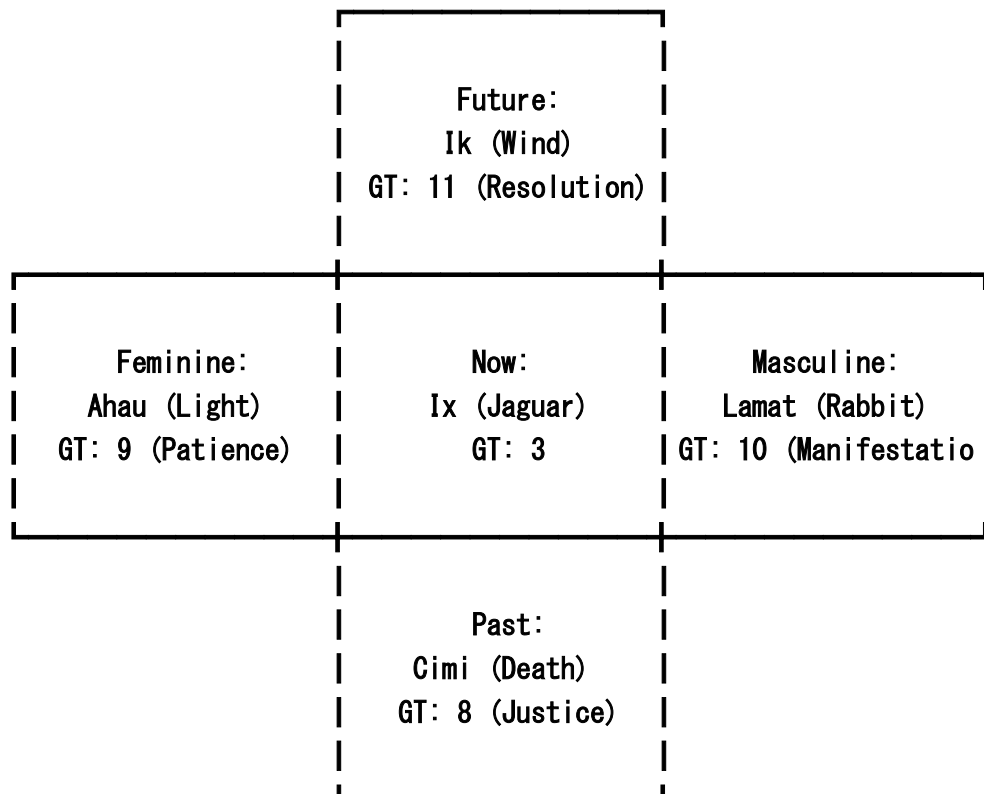 Future:
Ik (Wind)
GT: 11 (Resolution)
Feminine:
Ahau (Light)
GT: 9 (Patience)
Now:
Ix (Jaguar)
GT: 3
Masculine:
Lamat (Rabbit)
GT: 10 (Manifestatio
Past:
Cimi (Death)
GT: 8 (Justice)